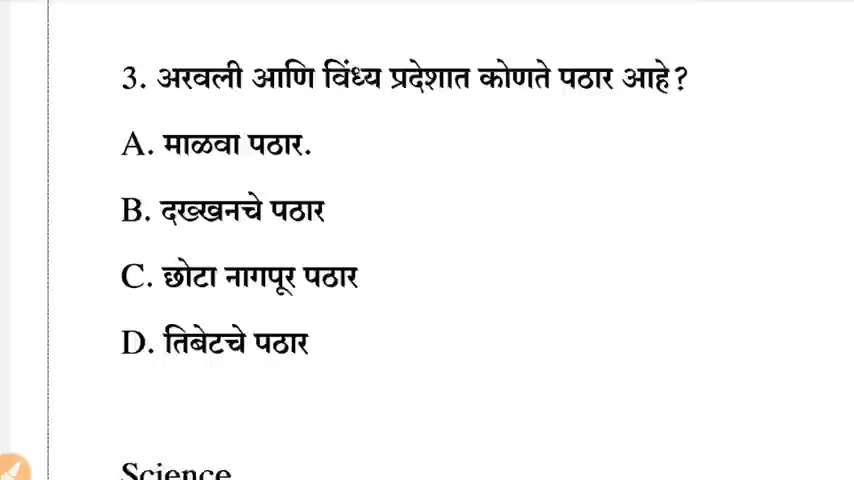 3. अरवली आणि विंध्य प्रदेशात कोणते पठार आहे?
A. माळवा पठार.
B. दख्खनचे पठार
C. छोटा नागपूर पठार
D. तिबेटचे पठार
Science